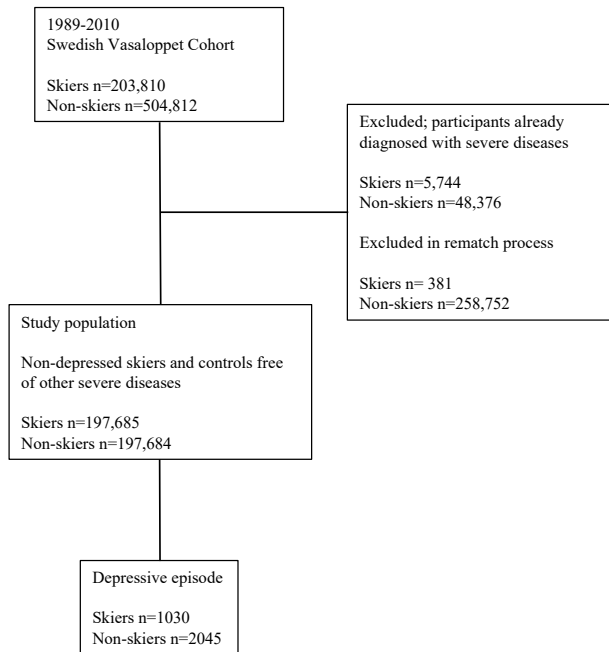 1989-2010
Swedish Vasaloppet Cohort
Skiers n=203,810
Non-skiers n=504,812
Excluded; participants already
diagnosed with severe diseases
Skiers n=5,744
Non-skiers n=48,376
Excluded in rematch process
Skiers n= 381
Non-skiers n=258,752
Study population
Non-depressed skiers and controls free
of other severe diseases
Skiers n=197,685
Non-skiers n=197,684
Depressive episode
Skiers n=1030
Non-skiers n=2045